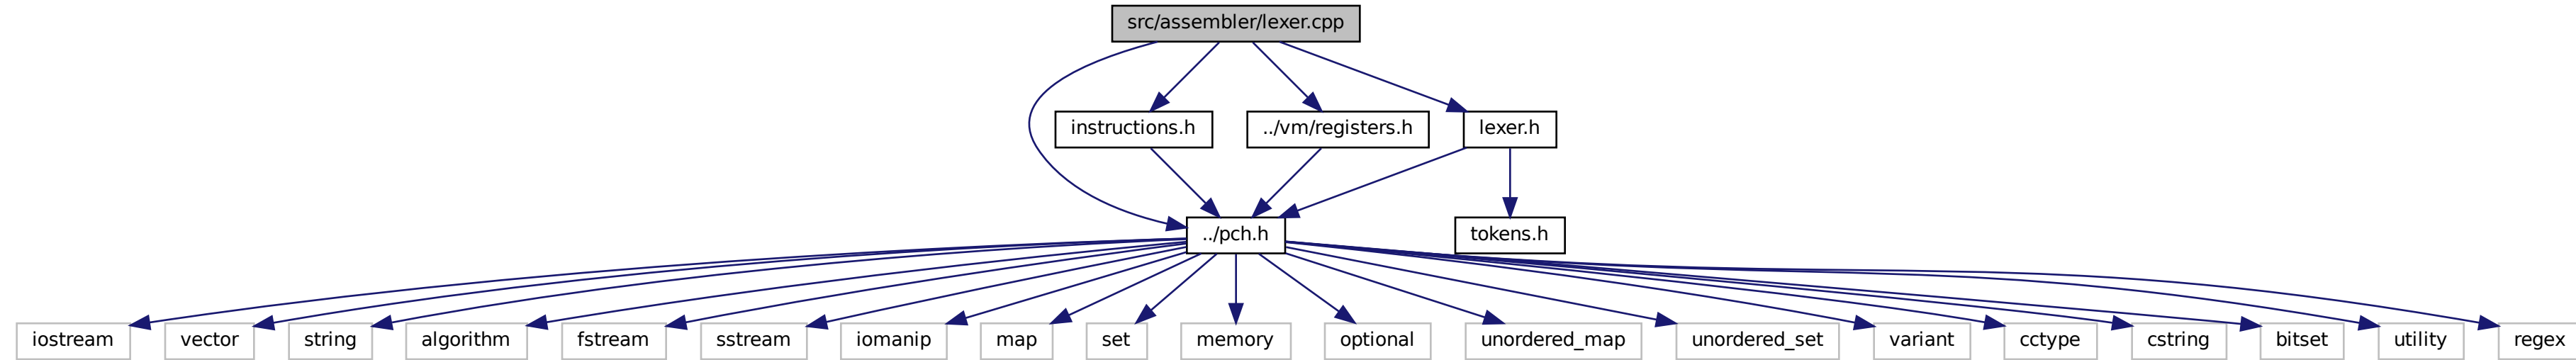 src/assembler/lexer.cpp
instructions.h
../vm/registers.h
lexer.h
../pch.h
tokens.h
iostream
vector
string
algorithm
fstream
sstream
iomanip
map
set
memory
optional
unordered_map
unordered_set
variant
cctype
cstring
bitset
utility
regex